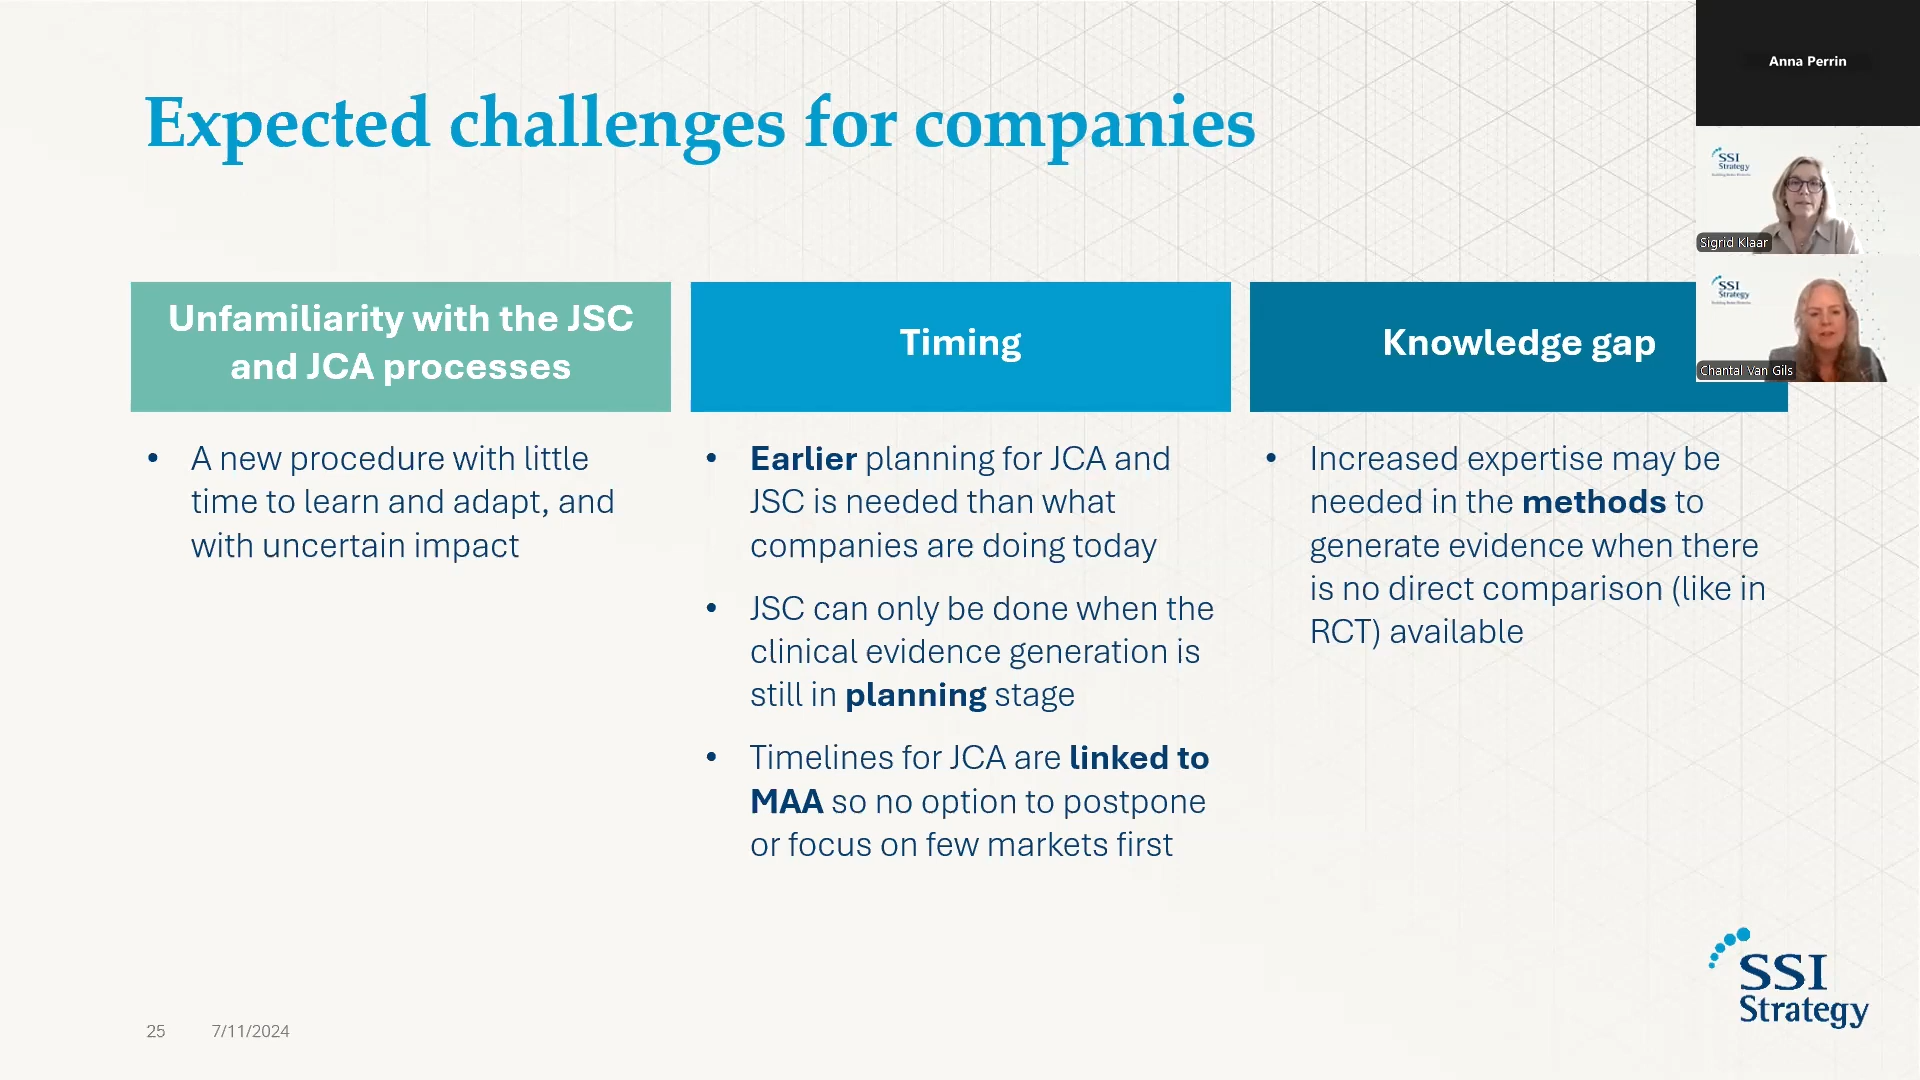 Expected challenges for companies
Anna Perrin
SSI
Strategy
Sigrid Klaar
SSI
Strategy
Chantal Van Gils
Unfamiliarity with the JSC
and JCA processes
• A new procedure with little
time to learn and adapt, and
with uncertain impact
Timing
• Earlier planning for JCA and
JSC is needed than what
companies are doing today
• JSC can only be done when the
clinical evidence generation is
still in planning stage
• Timelines for JCA are linked to
MAA so no option to postpone
or focus on few markets first
Knowledge gap
• Increased expertise may be
needed in the methods to
generate evidence when there
is no direct comparison (like in
RCT) available
SSI
Strategy
25 7/11/2024